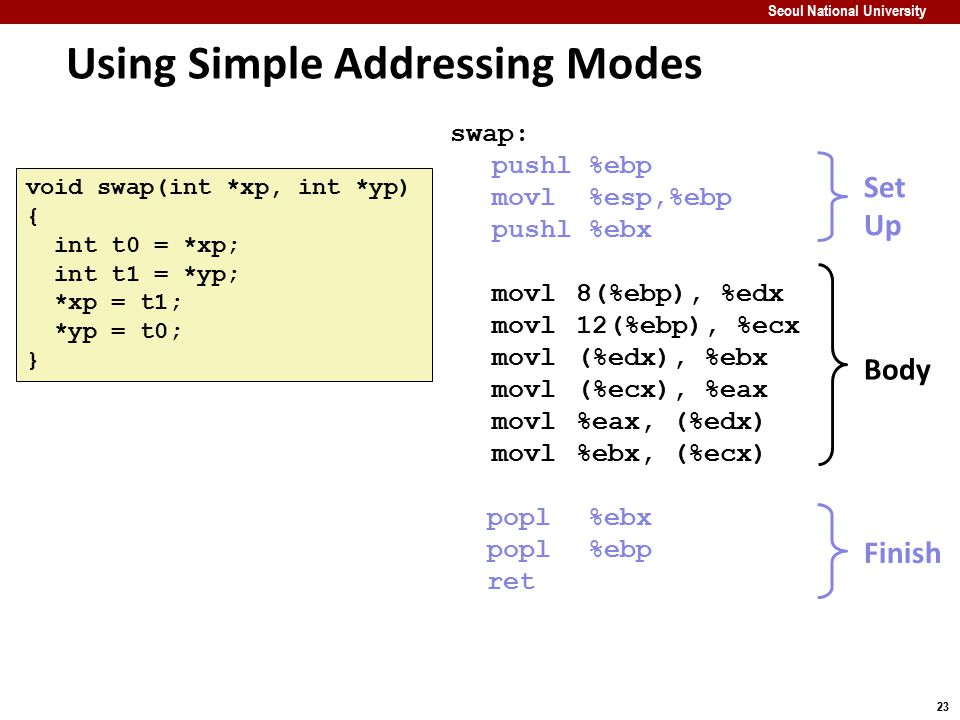 Seoul National University
Using Simple Addressing Modes
void swap(int *xp, int *yp)
{
  int t0 = *xp;
  int t1 = *yp;
  *xp = t1;
  *yp = t0;
}
swap:
pushl %ebp
movl %esp,%ebp
pushl %ebx
Set
Up
movl 8(%ebp), %edx
movl 12(%ebp), %ecx
movl (%edx), %ebx
movl (%ecx), %eax
movl %eax, (%edx)
movl %ebx, (%ecx)
Body
popl %ebx
popl %ebp
ret
Finish
23